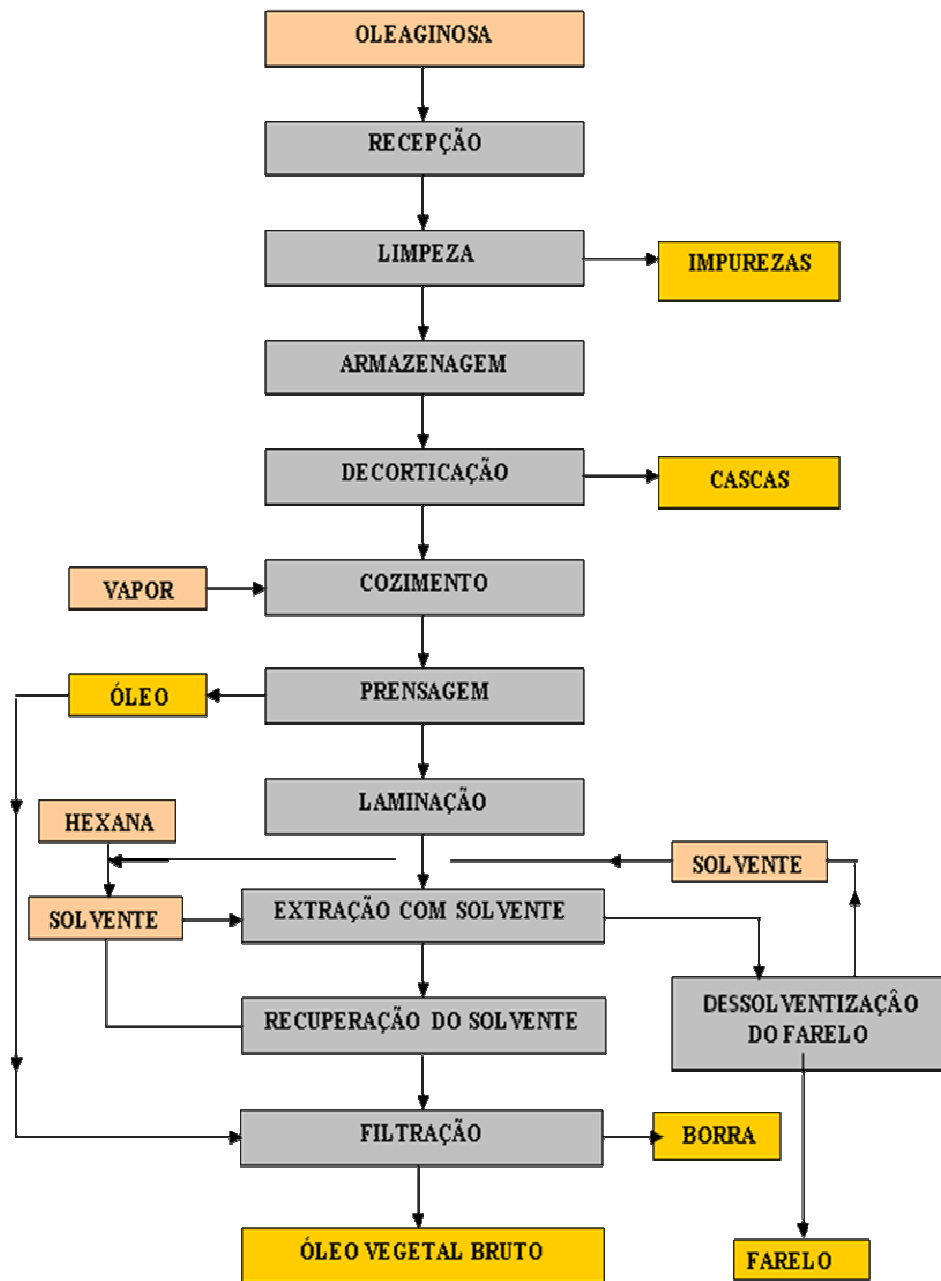 OLEAGINOSA
RECEPÇÃO
LIMPEZA
IMPUREZAS
ARMAZENAGEM
DECORTICAÇÃO
CASCAS
VAPOR
COZIMENTO
ÓLEO
PRENSAGEM
LAMINAÇÃO
HEXANA
SOLVENTE
SOLVENTE
EXTRAÇÃO COM SOLVENTE
DESSOLVENTIZAÇÃO
DO FARELO
RECUPERAÇÃO DO SOLVENTE
FILTRAÇÃO
BORRA
ÓLEO VEGETAL BRUTO
FARELO